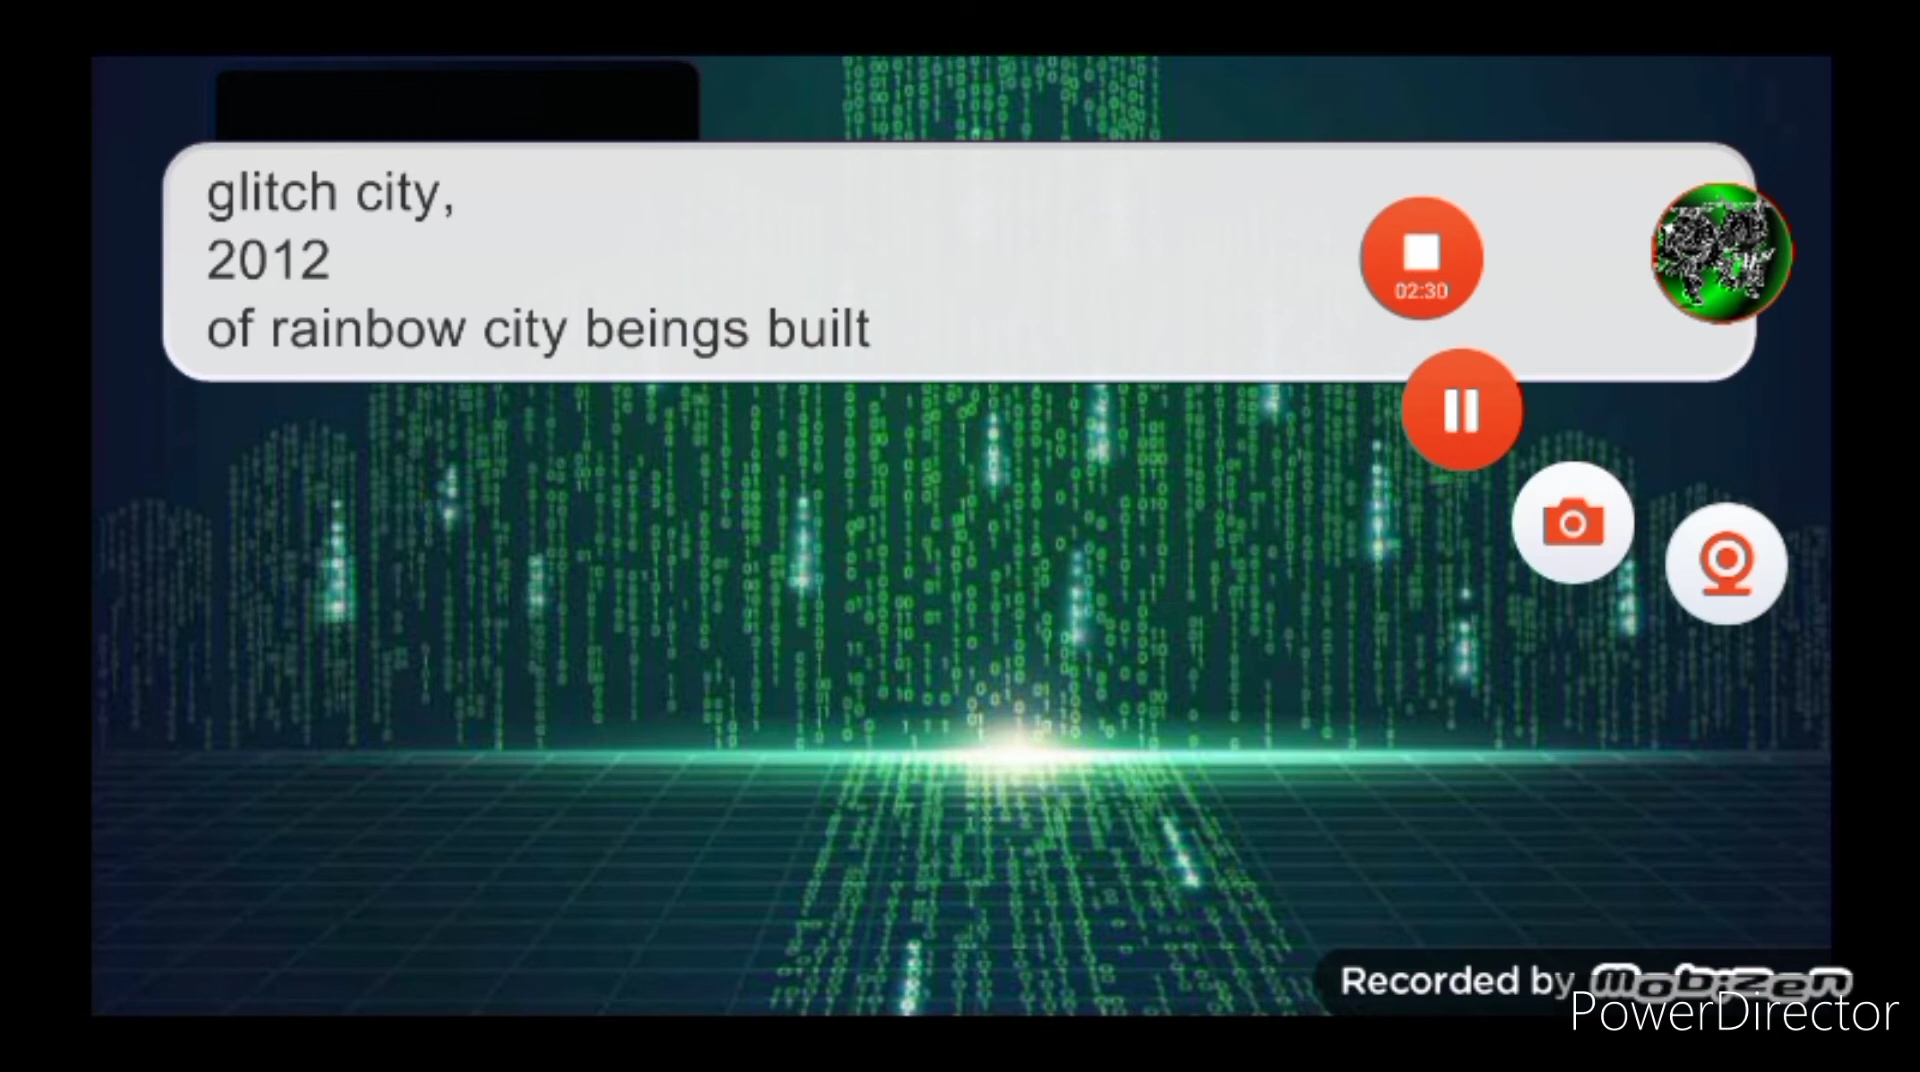 glitch city,
2012
of rainbow city beings built
02:30
Recorded by Mobizen
PowerDirector